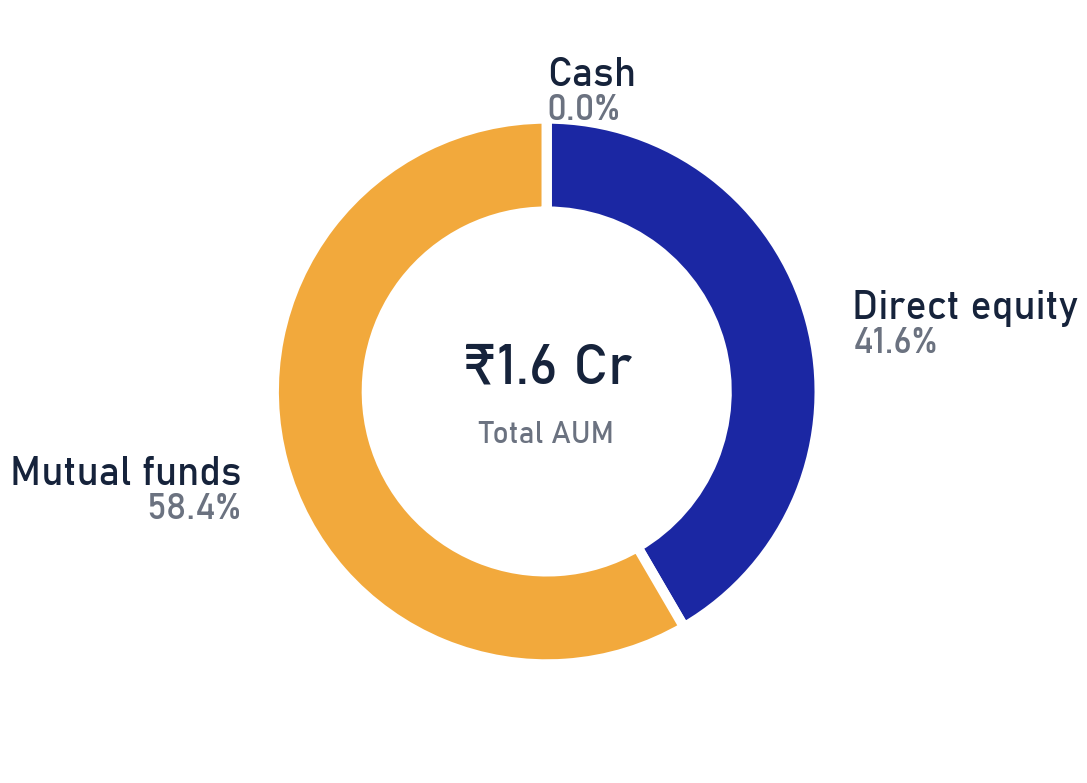 Cash
0.0%
Direct equity
41.6%
₹1.6 Cr
Total AUM
Mutual funds
58.4%